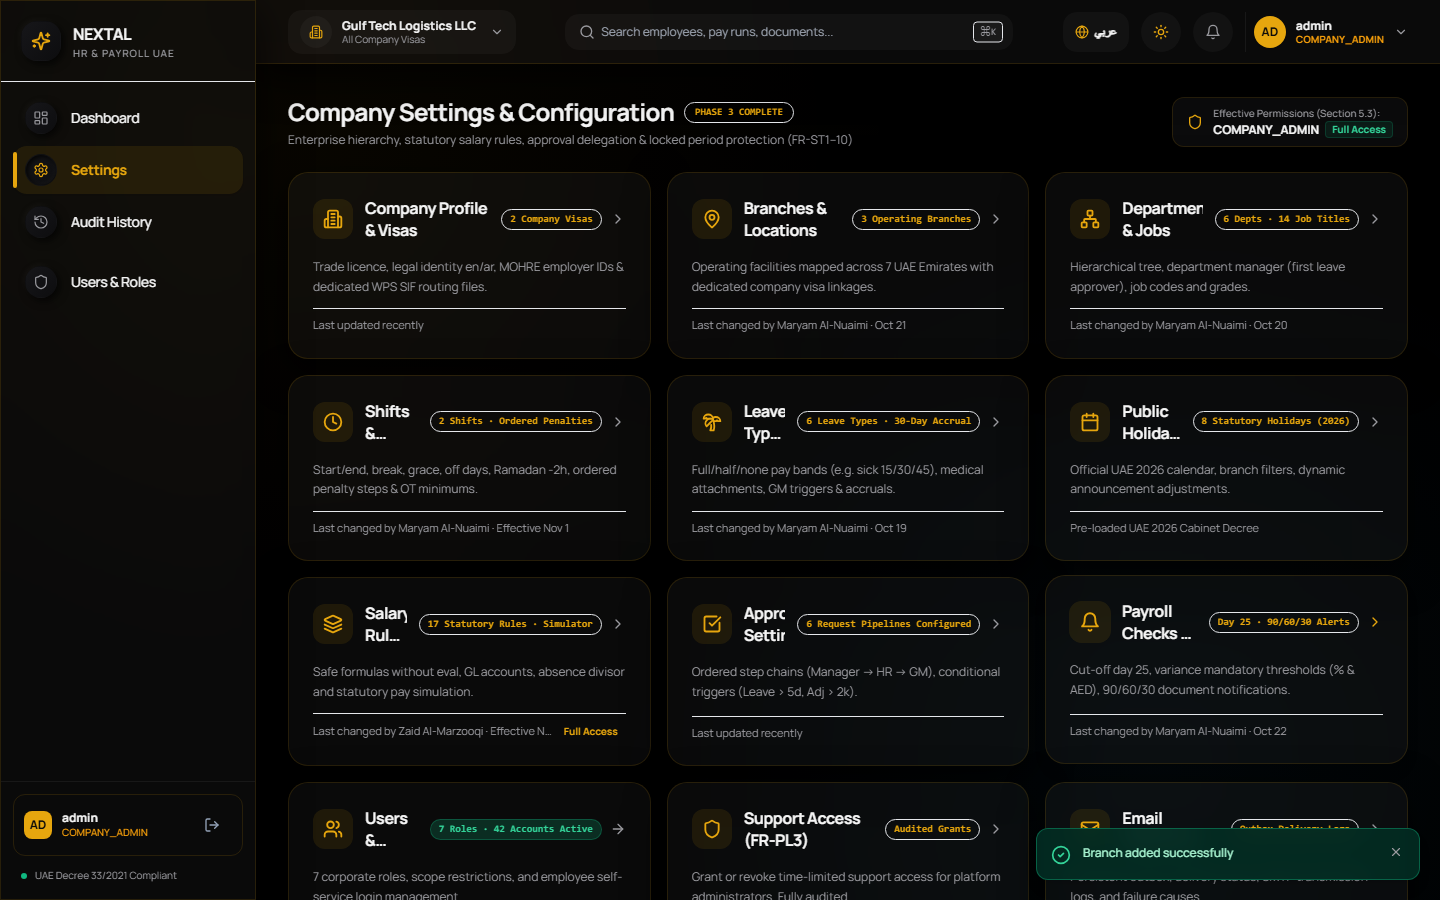 NEXTAL
HR & PAYROLL UAE
Dashboard
Settings
Audit History
Users & Roles
admin
COMPANY_ADMIN
UAE Decree 33/2021 Compliant
Gulf Tech Logistics LLC
All Company Visas
Search employees, pay runs, documents...
⌘K
عربي
AD
admin
COMPANY_ADMIN
Company Settings & Configuration
PHASE 3 COMPLETE
Enterprise hierarchy, statutory salary rules, approval delegation & locked period protection (FR-ST1–10)
Effective Permissions (Section 5.3):
COMPANY_ADMIN Full Access
Company Profile
& Visas
2 Company Visas
Trade licence, legal identity en/ar, MOHRE employer IDs &
dedicated WPS SIF routing files.
Last updated recently
Branches &
Locations
3 Operating Branches
Operating facilities mapped across 7 UAE Emirates with
dedicated company visa linkages.
Last changed by Maryam Al-Nuaimi · Oct 21
Departmen
& Jobs
6 Depts · 14 Job Titles
Hierarchical tree, department manager (first leave
approver), job codes and grades.
Last changed by Maryam Al-Nuaimi · Oct 20
Shifts
&...
2 Shifts · Ordered Penalties
Start/end, break, grace, off days, Ramadan -2h, ordered
penalty steps & OT minimums.
Last changed by Maryam Al-Nuaimi · Effective Nov 1
Leave
Typ...
6 Leave Types · 30-Day Accrual
Full/half/none pay bands (e.g. sick 15/30/45), medical
attachments, GM triggers & accruals.
Last changed by Maryam Al-Nuaimi · Oct 19
Public
Holida...
8 Statutory Holidays (2026)
Official UAE 2026 calendar, branch filters, dynamic
announcement adjustments.
Pre-loaded UAE 2026 Cabinet Decree
Salary
Rul...
17 Statutory Rules · Simulator
Safe formulas without eval, GL accounts, absence divisor
and statutory pay simulation.
Last changed by Zaid Al-Marzooqi · Effective N...
Full Access
Appro
Settin
6 Request Pipelines Configured
Ordered step chains (Manager → HR → GM), conditional
triggers (Leave > 5d, Adj > 2k).
Last updated recently
Payroll
Checks ...
Day 25 · 90/60/30 Alerts
Cut-off day 25, variance mandatory thresholds (% &
AED), 90/60/30 document notifications.
Last changed by Maryam Al-Nuaimi · Oct 22
Users
&...
7 Roles · 42 Accounts Active
7 corporate roles, scope restrictions, and employee self-
service login management.
Support Access
(FR-PL3)
Audited Grants
Grant or revoke time-limited support access for platform
administrators. Fully audited.
Email
Branch added successfully
logs, and failure causes.
AD